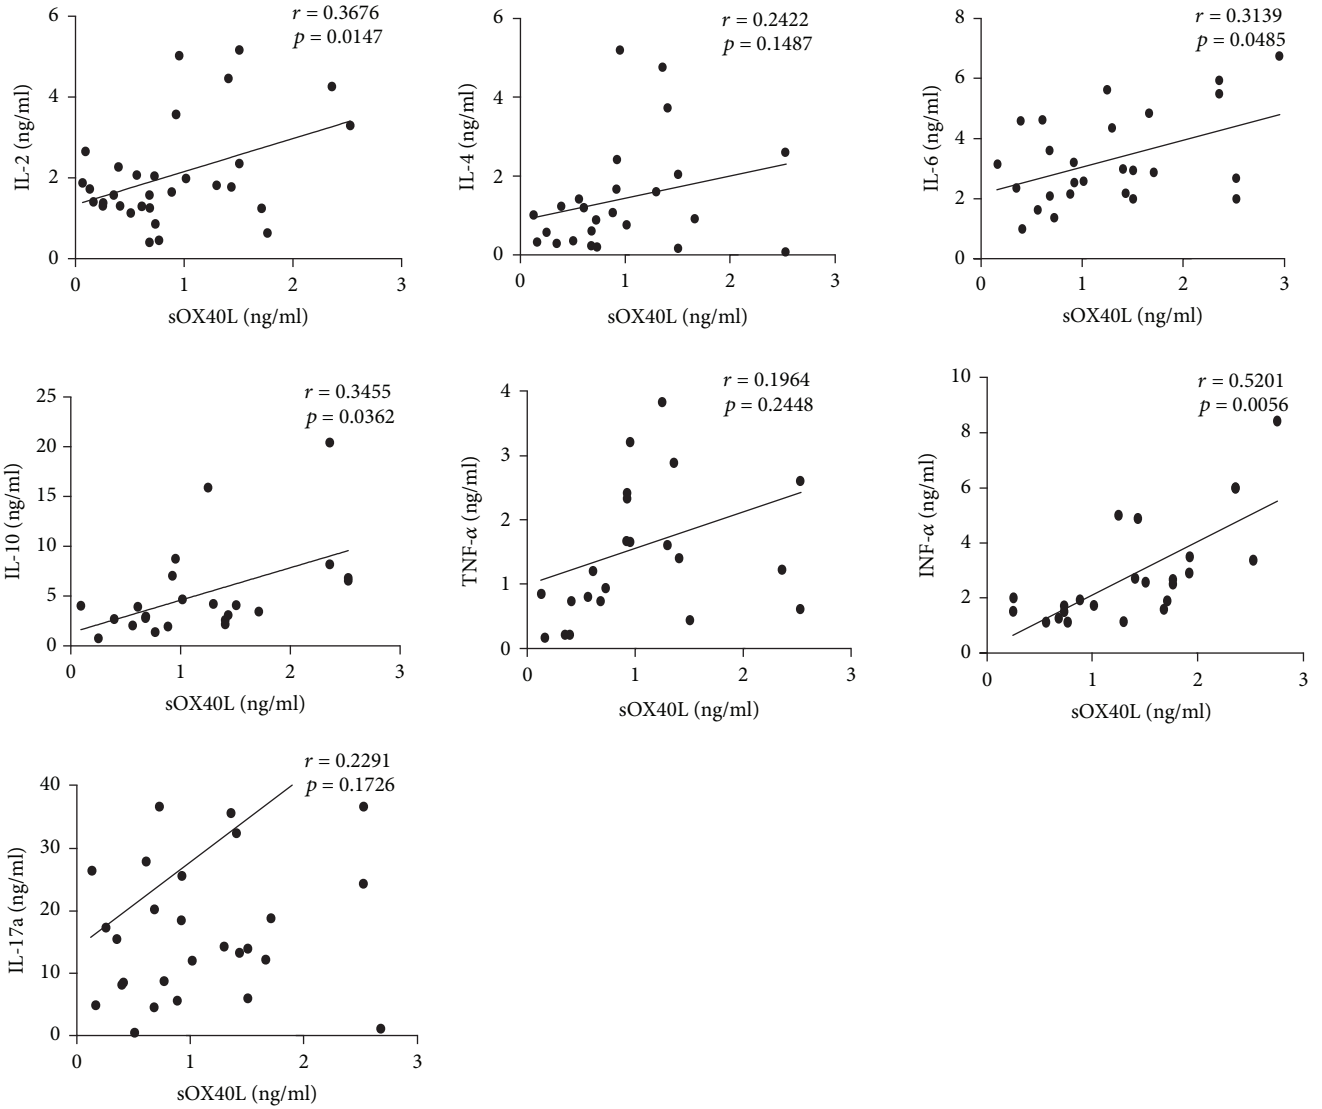 r = 0.3676
p = 0.0147
6
4
2
0
IL-2 (ng/ml)
0 1 2 3
sOX40L (ng/ml)
r = 0.2422
p = 0.1487
6
4
2
0
IL-4 (ng/ml)
0 1 2 3
sOX40L (ng/ml)
r = 0.3139
p = 0.0485
8
6
4
2
0
IL-6 (ng/ml)
0 1 2 3
sOX40L (ng/ml)
r = 0.3455
p = 0.0362
25
20
15
10
5
0
IL-10 (ng/ml)
0 1 2 3
sOX40L (ng/ml)
r = 0.1964
p = 0.2448
4
3
2
1
0
TNF-α (ng/ml)
0 1 2 3
sOX40L (ng/ml)
r = 0.5201
p = 0.0056
10
8
6
4
2
0
INF-α (ng/ml)
0 1 2 3
sOX40L (ng/ml)
r = 0.2291
p = 0.1726
40
30
20
10
0
IL-17a (ng/ml)
0 1 2 3
sOX40L (ng/ml)